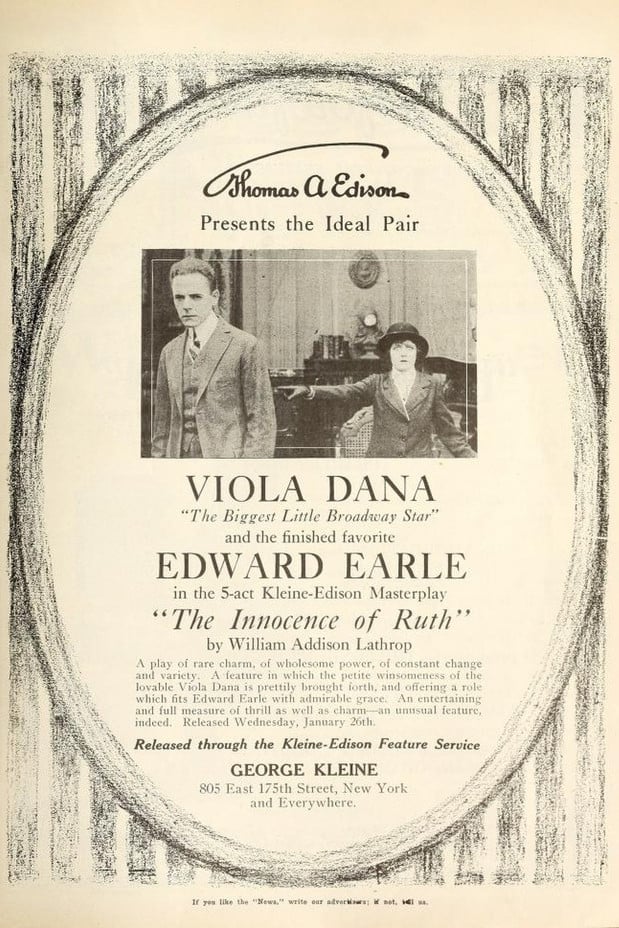 Thomas A Edison
Presents the Ideal Pair
VIOLA DANA
"The Biggest Little Broadway Star"
and the finished favorite
EDWARD EARLE
in the 5-act Kleine-Edison Masterplay
"The Innocence of Ruth"
by William Addison Lathrop
A play of rare charm, of wholesome power, of constant change
and variety. A feature in which the petite winsomeness of the
lovable Viola Dana is prettily brought forth, and offering a role
which fits Edward Earle with admirable grace. An entertaining
and full measure of thrill as well as charm—an unusual feature,
indeed. Released Wednesday, January 26th.
Released through the Kleine-Edison Feature Service
GEORGE KLEINE
805 East 175th Street, New York
and Everywhere.
If you like the "News," write our advertisers; if not, tell us.